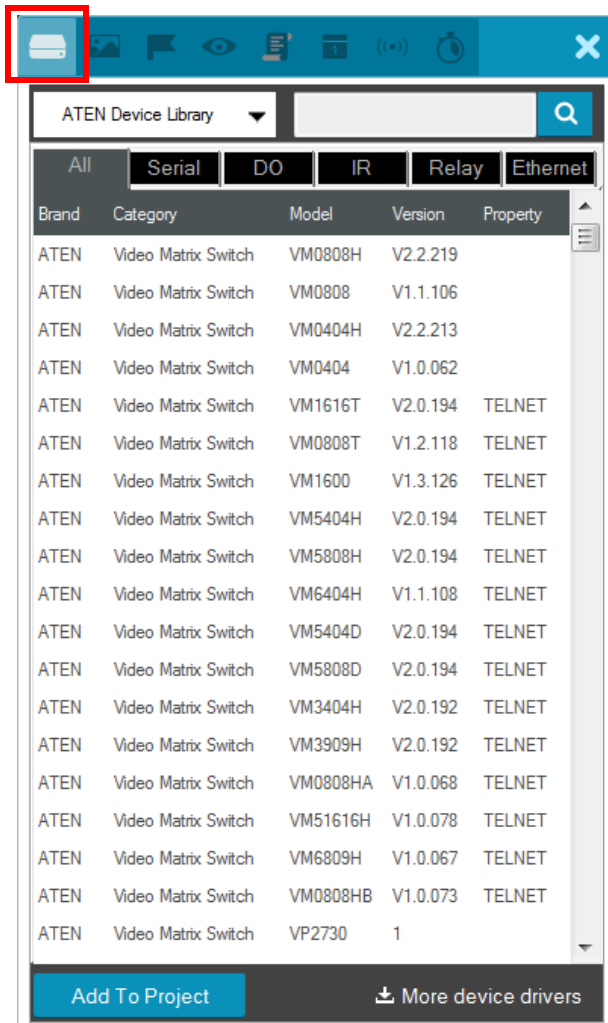 1
ATEN Device Library
All Serial DO IR Relay Ethernet
Brand Category Model Version Property
ATEN Video Matrix Switch VM0808H V2.2.219
ATEN Video Matrix Switch VM0808 V1.1.106
ATEN Video Matrix Switch VM0404H V2.2.213
ATEN Video Matrix Switch VM0404 V1.0.062
ATEN Video Matrix Switch VM1616T V2.0.194 TELNET
ATEN Video Matrix Switch VM0808T V1.2.118 TELNET
ATEN Video Matrix Switch VM1600 V1.3.126 TELNET
ATEN Video Matrix Switch VM5404H V2.0.194 TELNET
ATEN Video Matrix Switch VM5808H V2.0.194 TELNET
ATEN Video Matrix Switch VM6404H V1.1.108 TELNET
ATEN Video Matrix Switch VM5404D V2.0.194 TELNET
ATEN Video Matrix Switch VM5808D V2.0.194 TELNET
ATEN Video Matrix Switch VM3404H V2.0.192 TELNET
ATEN Video Matrix Switch VM3909H V2.0.192 TELNET
ATEN Video Matrix Switch VM0808HA V1.0.068 TELNET
ATEN Video Matrix Switch VM51616H V1.0.078 TELNET
ATEN Video Matrix Switch VM6809H V1.0.067 TELNET
ATEN Video Matrix Switch VM0808HB V1.0.073 TELNET
ATEN Video Matrix Switch VP2730 1
Add To Project More device drivers